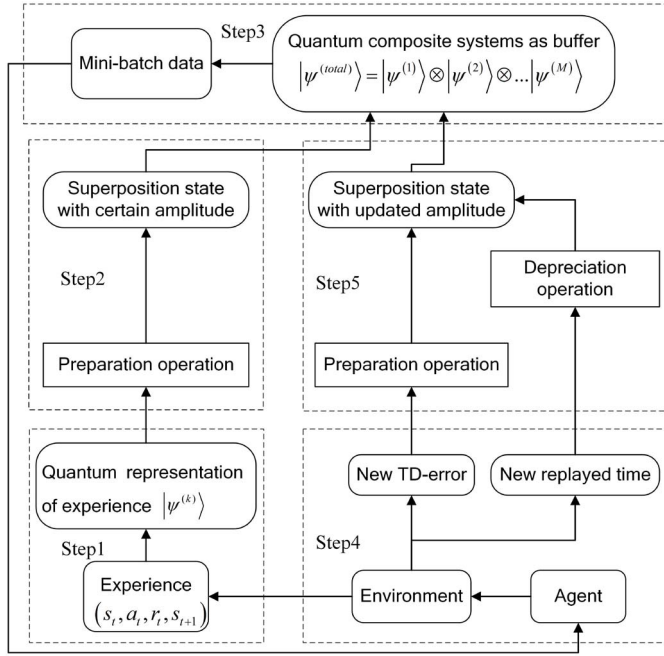 Step3
Mini-batch data
Quantum composite systems as buffer
|ψ^(total)⟩ = |ψ^(1)⟩ ⊗ |ψ^(2)⟩ ⊗ ...|ψ^(M)⟩
Superposition state
with certain amplitude
Step2
Preparation operation
Superposition state
with updated amplitude
Depreciation
operation
Step5
Preparation operation
Quantum representation
of experience |ψ^(k)⟩
Step1
Experience
(s_t, a_t, r_t, s_{t+1})
New TD-error
New replayed time
Step4
Environment
Agent